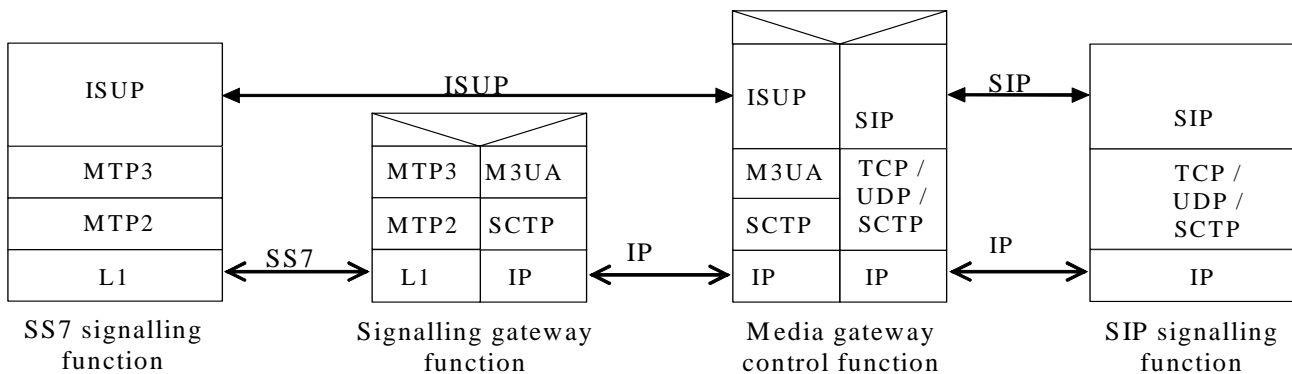 ISUP
MTP3
MTP2
L1
SS7 signalling
function
ISUP
SS7
MTP3
M3UA
MTP2
SCTP
L1
IP
Signalling gateway
function
IP
ISUP
SIP
M3UA
SCTP
TCP /
UDP /
SCTP
IP
IP
Media gateway
control function
SIP
IP
SIP
TCP /
UDP /
SCTP
IP
SIP signalling
function